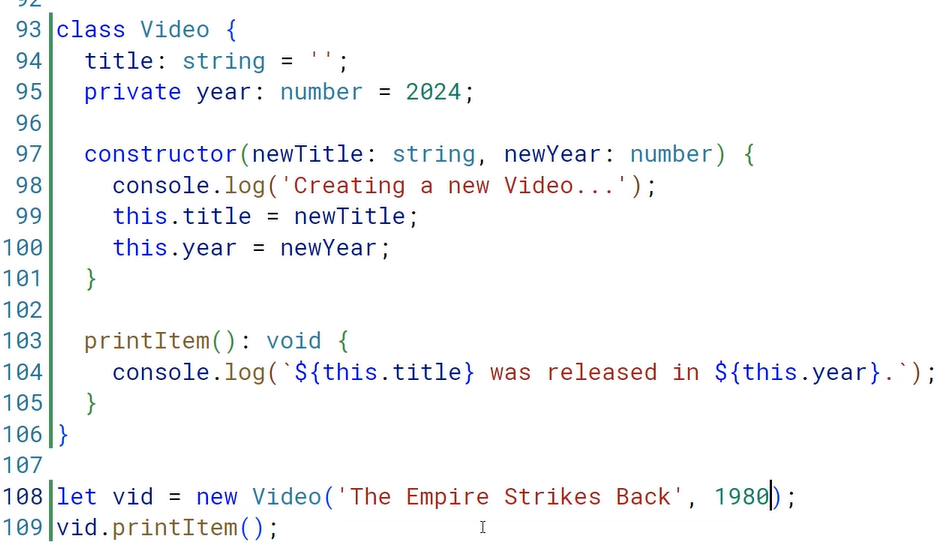 92
93 class Video {
94   title: string = '';
95   private year: number = 2024;
96
97   constructor(newTitle: string, newYear: number) {
98     console.log('Creating a new Video...');
99     this.title = newTitle;
100     this.year = newYear;
101   }
102
103   printItem(): void {
104     console.log(`${this.title} was released in ${this.year}.`);
105   }
106 }
107
108 let vid = new Video('The Empire Strikes Back', 1980);
109 vid.printItem();